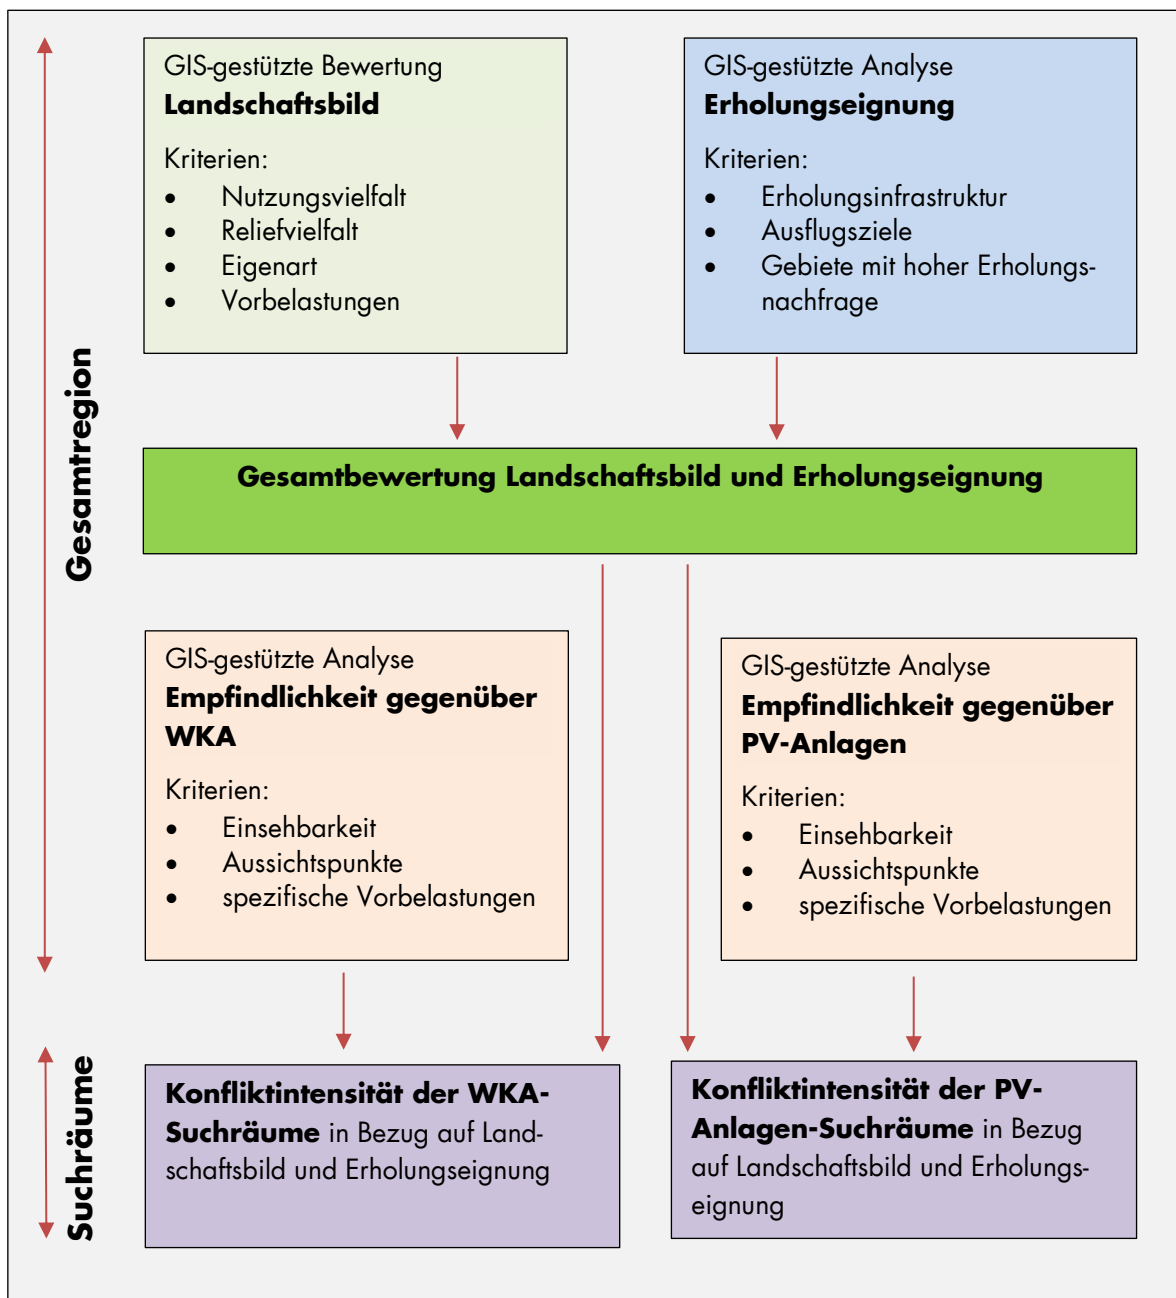 GIS-gestützte Bewertung
Landschaftsbild
Kriterien:
• Nutzungsvielfalt
• Reliefvielfalt
• Eigenart
• Vorbelastungen
GIS-gestützte Analyse
Erholungseignung
Kriterien:
• Erholungsinfrastruktur
• Ausflugsziele
• Gebiete mit hoher Erholungs-
nachfrage
Gesamtregion
Gesamtbewertung Landschaftsbild und Erholungseignung
GIS-gestützte Analyse
Empfindlichkeit gegenüber
WKA
Kriterien:
• Einsehbarkeit
• Aussichtspunkte
• spezifische Vorbelastungen
GIS-gestützte Analyse
Empfindlichkeit gegenüber
PV-Anlagen
Kriterien:
• Einsehbarkeit
• Aussichtspunkte
• spezifische Vorbelastungen
Suchräume
Konfliktintensität der WKA-
Suchräume in Bezug auf Land-
schaftsbild und Erholungseignung
Konfliktintensität der PV-
Anlagen-Suchräume in Bezug
auf Landschaftsbild und Erholungs-
eignung